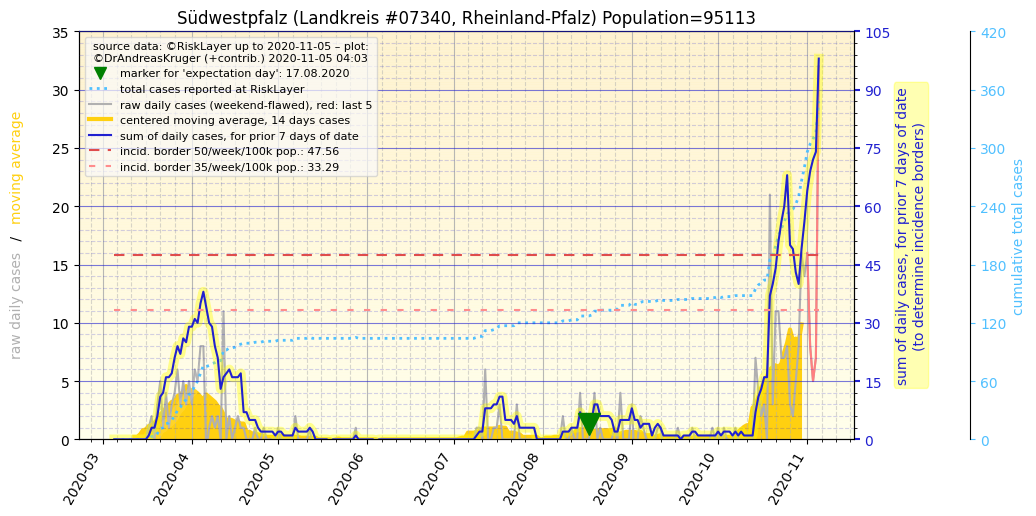 Südwestpfalz (Landkreis #07340, Rheinland-Pfalz) Population=95113
source data: ©RiskLayer up to 2020-11-05 – plot:
©DrAndreasKruger (+contrib.) 2020-11-05 04:03
marker for 'expectation day': 17.08.2020
total cases reported at RiskLayer
raw daily cases (weekend-flawed), red: last 5
centered moving average, 14 days cases
sum of daily cases, for prior 7 days of date
incid. border 50/week/100k pop.: 47.56
incid. border 35/week/100k pop.: 33.29
raw daily cases / moving average
35
30
25
20
15
10
5
0
2020-03
2020-04
2020-05
2020-06
2020-07
2020-08
2020-09
2020-10
2020-11
105
90
75
60
45
30
15
0
sum of daily cases, for prior 7 days of date
(to determine incidence borders)
420
360
300
240
180
120
60
0
cumulative total cases